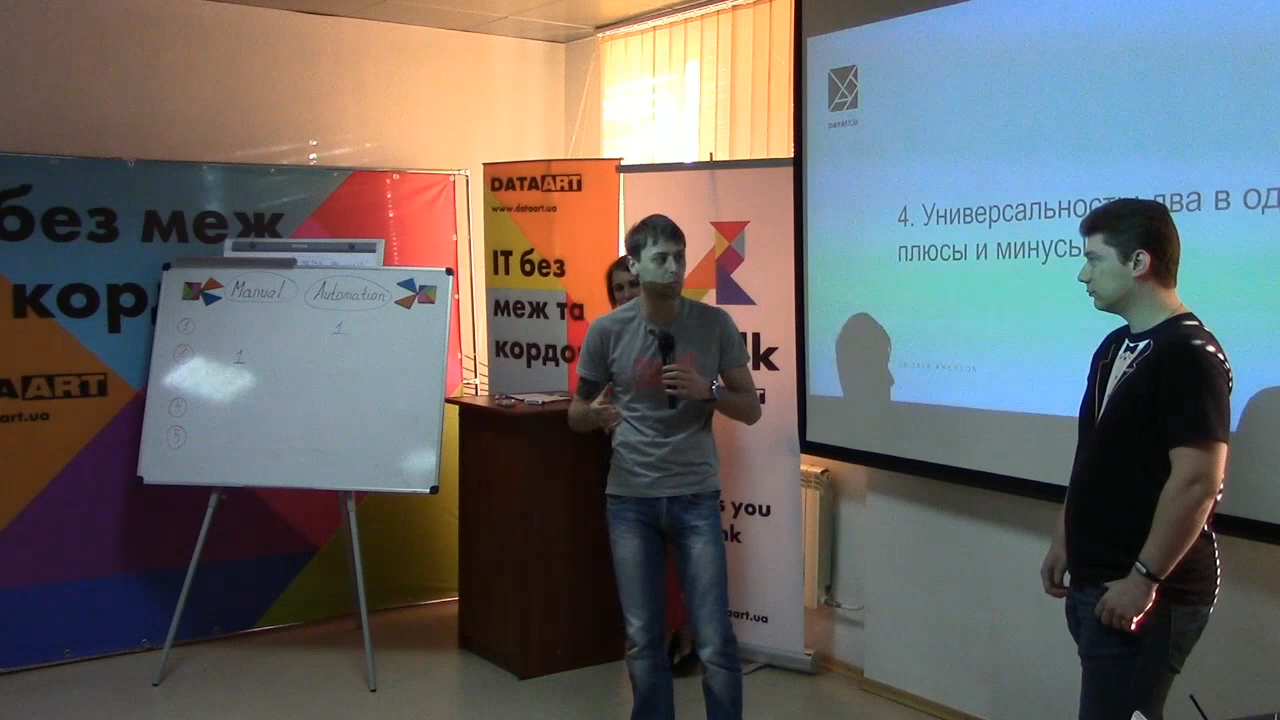 без меж
кор
DATAART
art.ua
Manual
Automation
1
1
1
2
4
5
DATAART
www.dataart.ua
IT без
меж та
кордо
lk
s you
nk
art.ua
4. Универсальность: два в од
плюсы и минусы